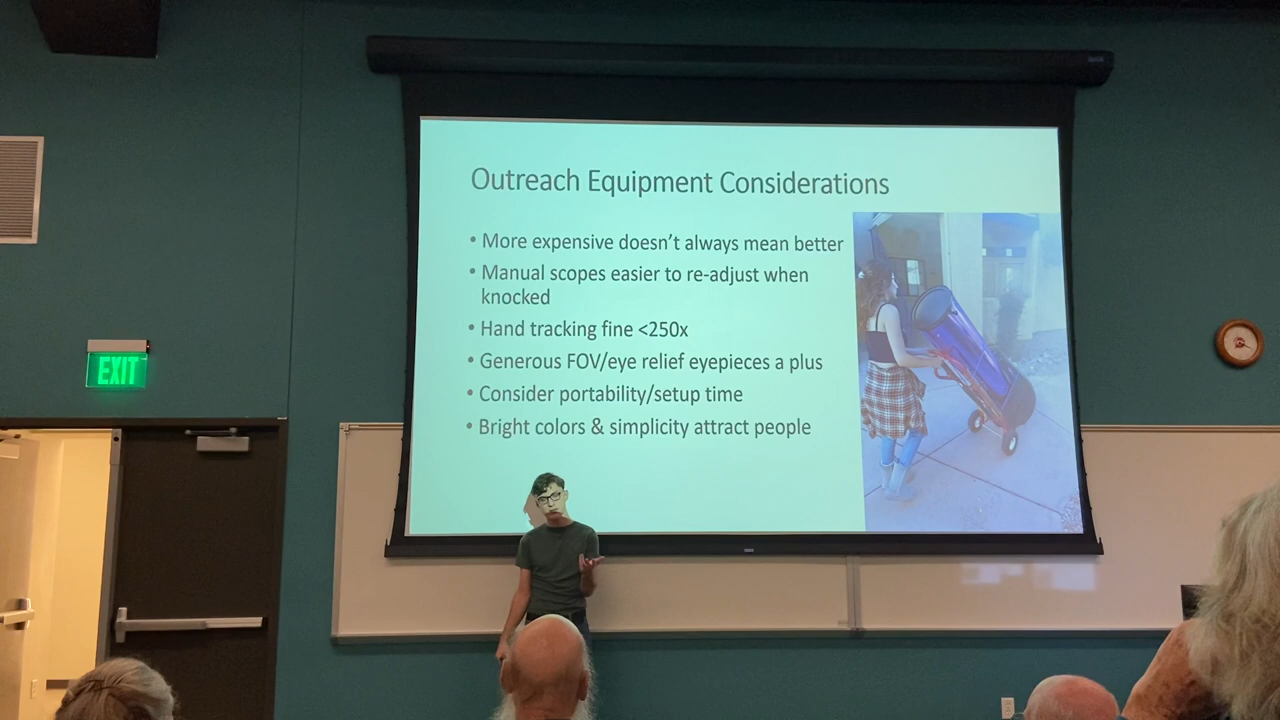 Outreach Equipment Considerations
• More expensive doesn't always mean better
• Manual scopes easier to re-adjust when
knocked
• Hand tracking fine <250x
• Generous FOV/eye relief eyepieces a plus
• Consider portability/setup time
• Bright colors & simplicity attract people
EXIT